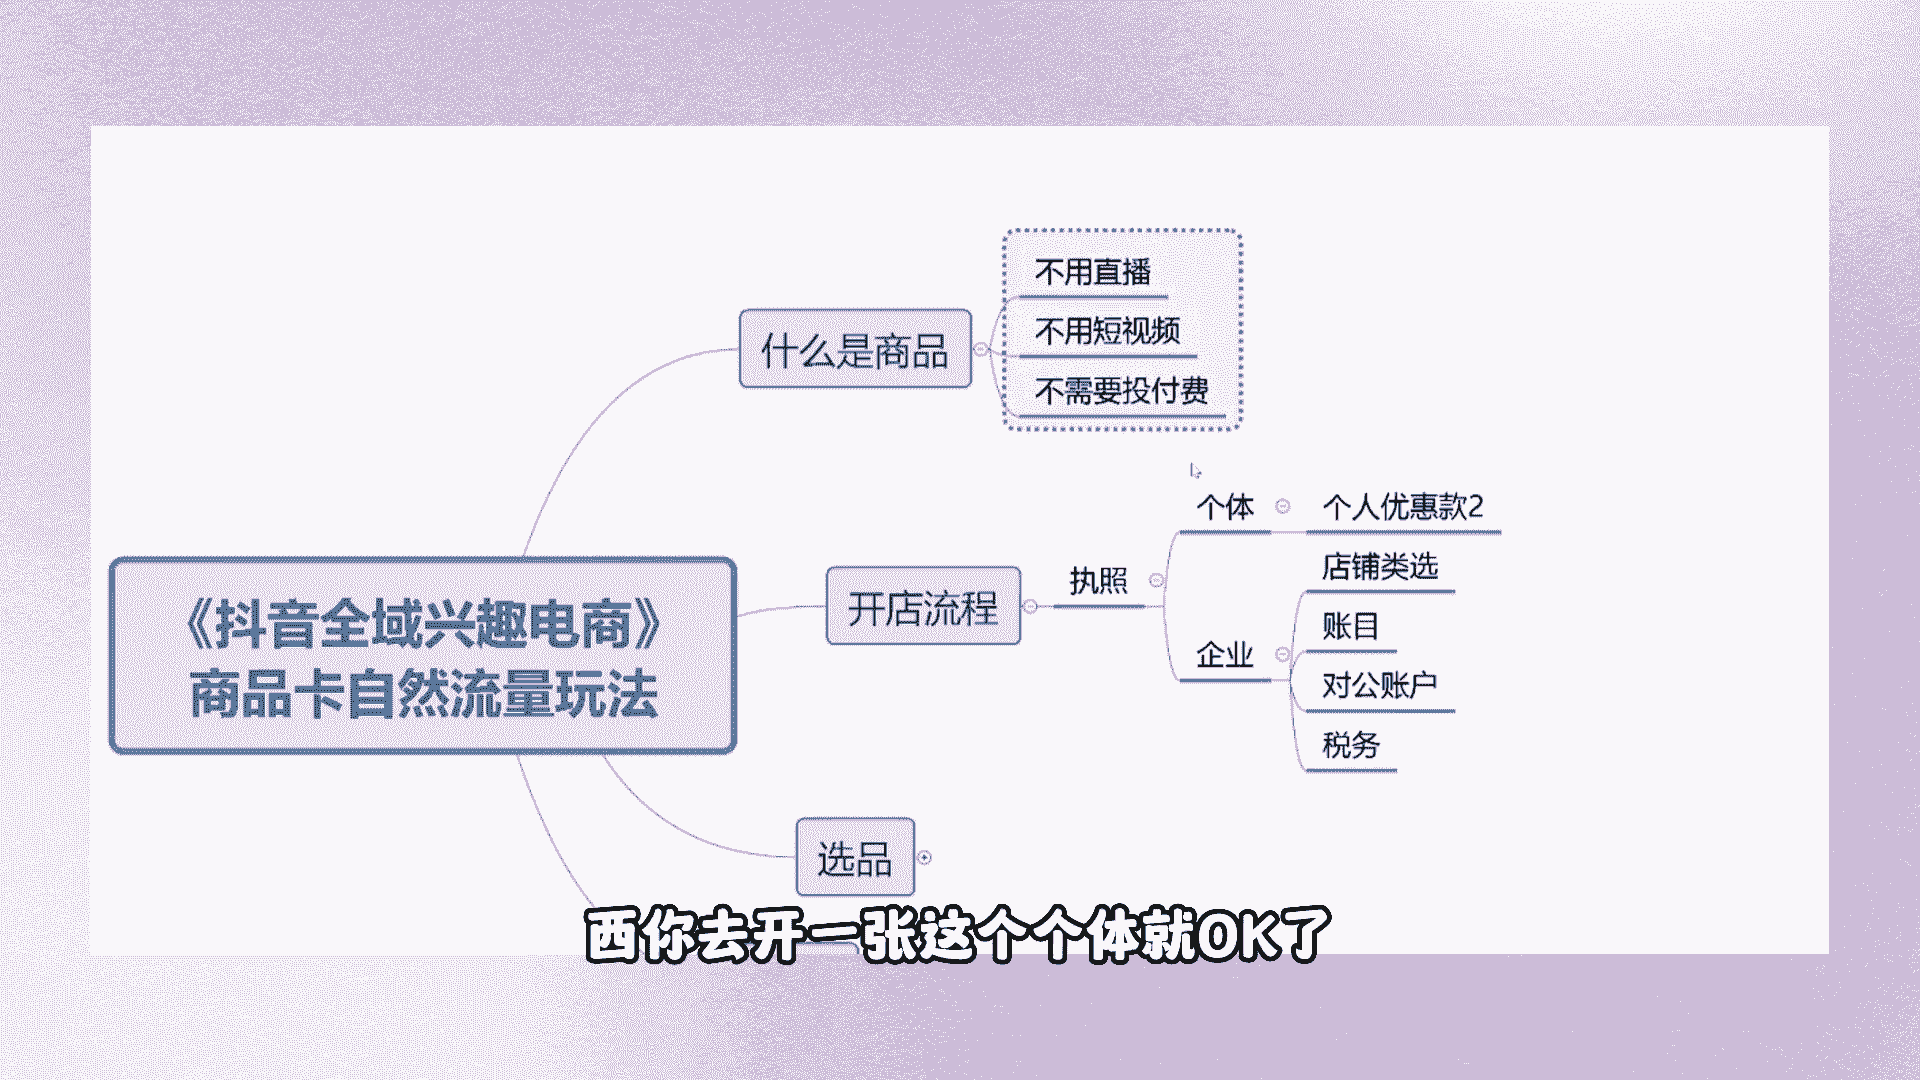 不用直播
不用短视频
不需要投付费
什么是商品
个体
个人优惠款2
店铺类选
执照
账目
开店流程
企业
对公账户
税务
《抖音全域兴趣电商》
商品卡自然流量玩法
选品
西你去开一张这个个体就OK了